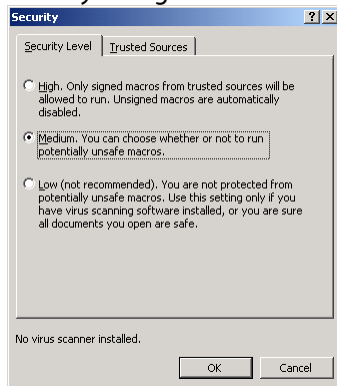 Security
Security Level Trusted Sources
High. Only signed macros from trusted sources will be
allowed to run. Unsigned macros are automatically
disabled.
Medium. You can choose whether or not to run
potentially unsafe macros.
Low (not recommended). You are not protected from
potentially unsafe macros. Use this setting only if you
have virus scanning software installed, or you are sure
all documents you open are safe.
No virus scanner installed.
OK Cancel